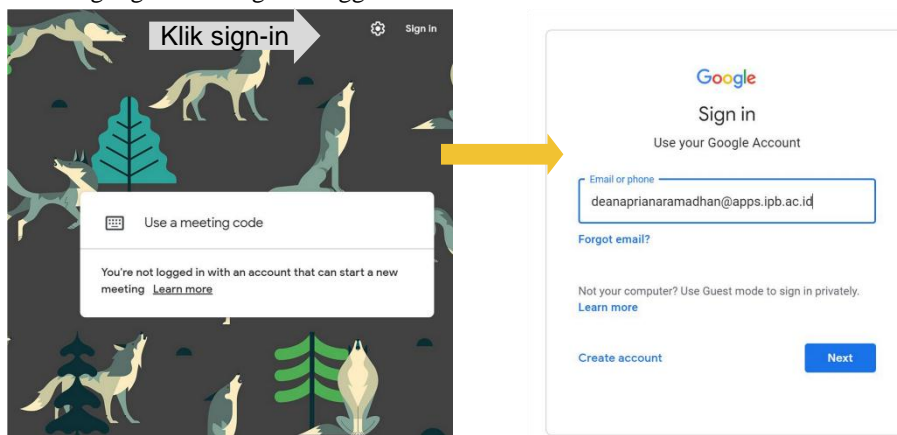 Klik sign-in
Sign in
Use a meeting code
You're not logged in with an account that can start a new
meeting Learn more
Google
Sign in
Use your Google Account
Email or phone
deanaprianaramadhan@apps.ipb.ac.id
Forgot email?
Not your computer? Use Guest mode to sign in privately.
Learn more
Create account
Next